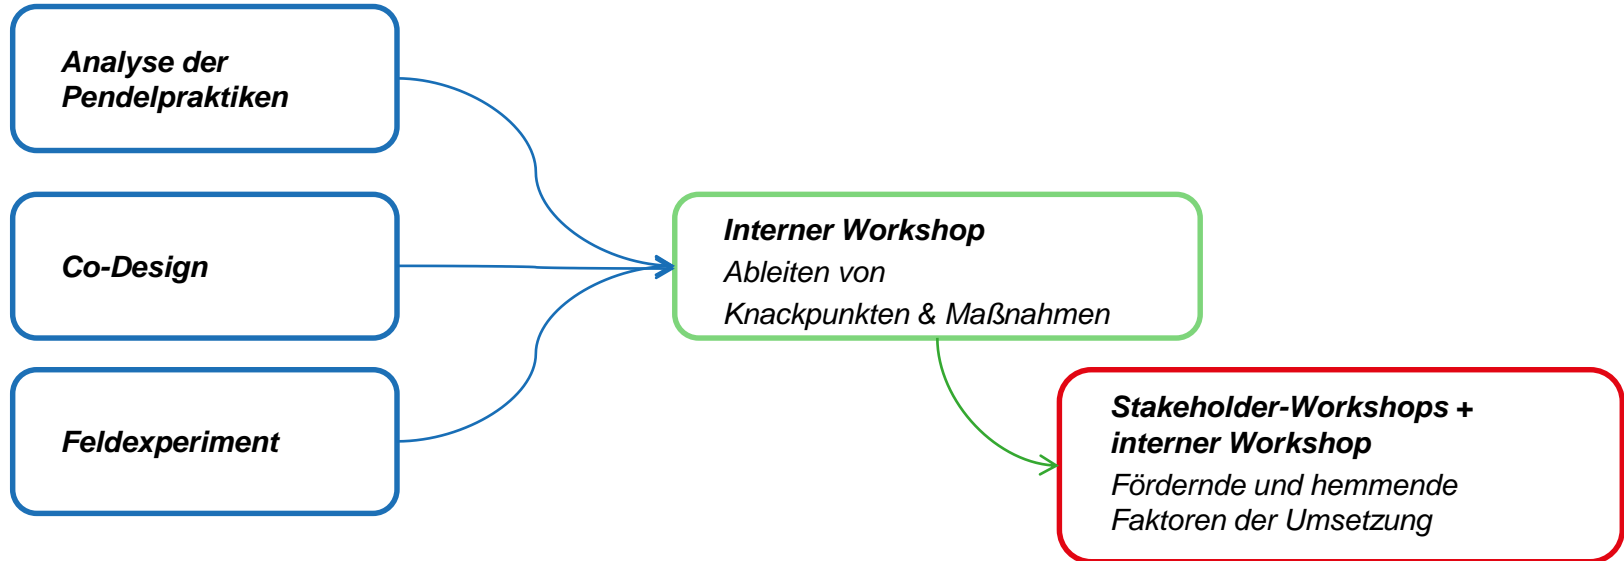 Analyse der
Pendelpraktiken
Co-Design
Feldexperiment
Interner Workshop
Ableiten von
Knackpunkten & Maßnahmen
Stakeholder-Workshops +
interner Workshop
Fördernde und hemmende
Faktoren der Umsetzung